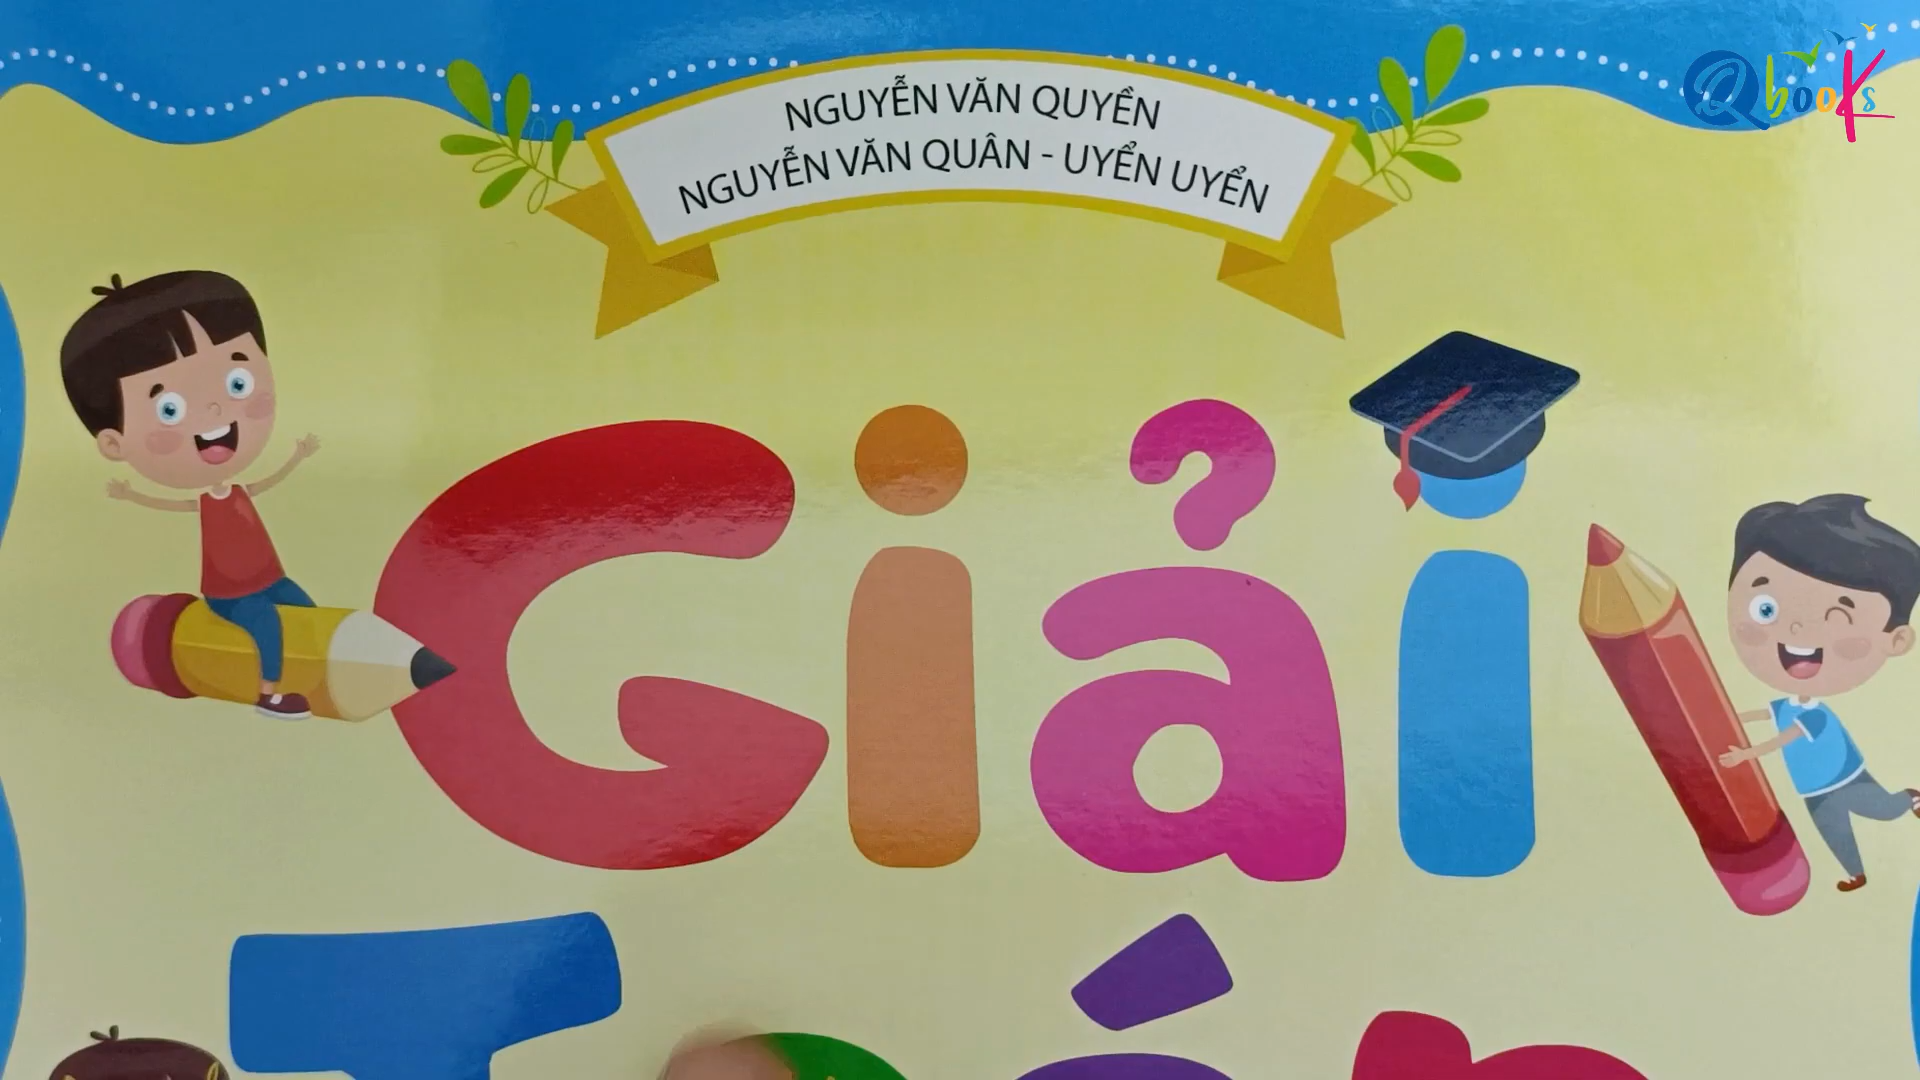 Qbooks
NGUYỄN VĂN QUYỀN
NGUYỄN VĂN QUÂN - UYỂN UYỂN
Giải